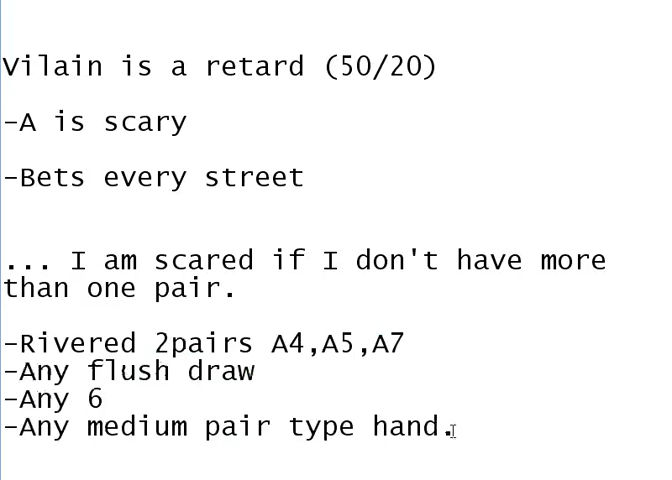 Vilain is a retard (50/20)
-A is scary
-Bets every street
... I am scared if I don't have more
than one pair.
-Rivered 2pairs A4,A5,A7
-Any flush draw
-Any 6
-Any medium pair type hand.